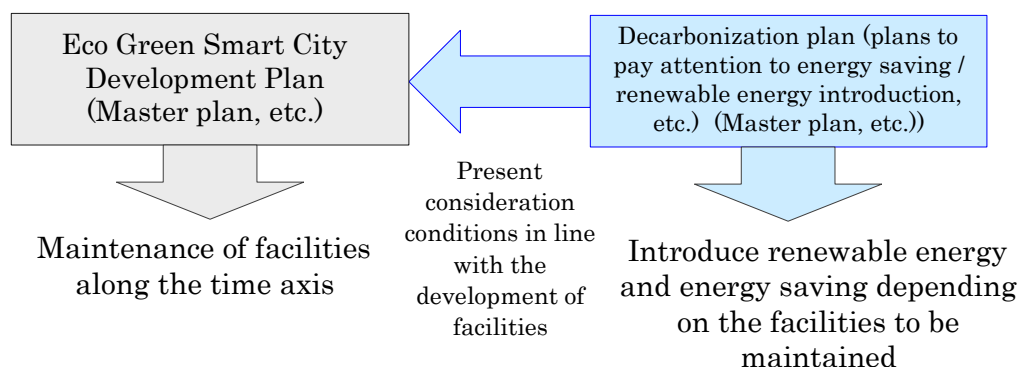 Eco Green Smart City
Development Plan
(Master plan, etc.)
Decarbonization plan (plans to
pay attention to energy saving /
renewable energy introduction,
etc.)  (Master plan, etc.))
Present
consideration
conditions in line
with the
development of
facilities
Maintenance of facilities
along the time axis
Introduce renewable energy
and energy saving depending
on the facilities to be
maintained